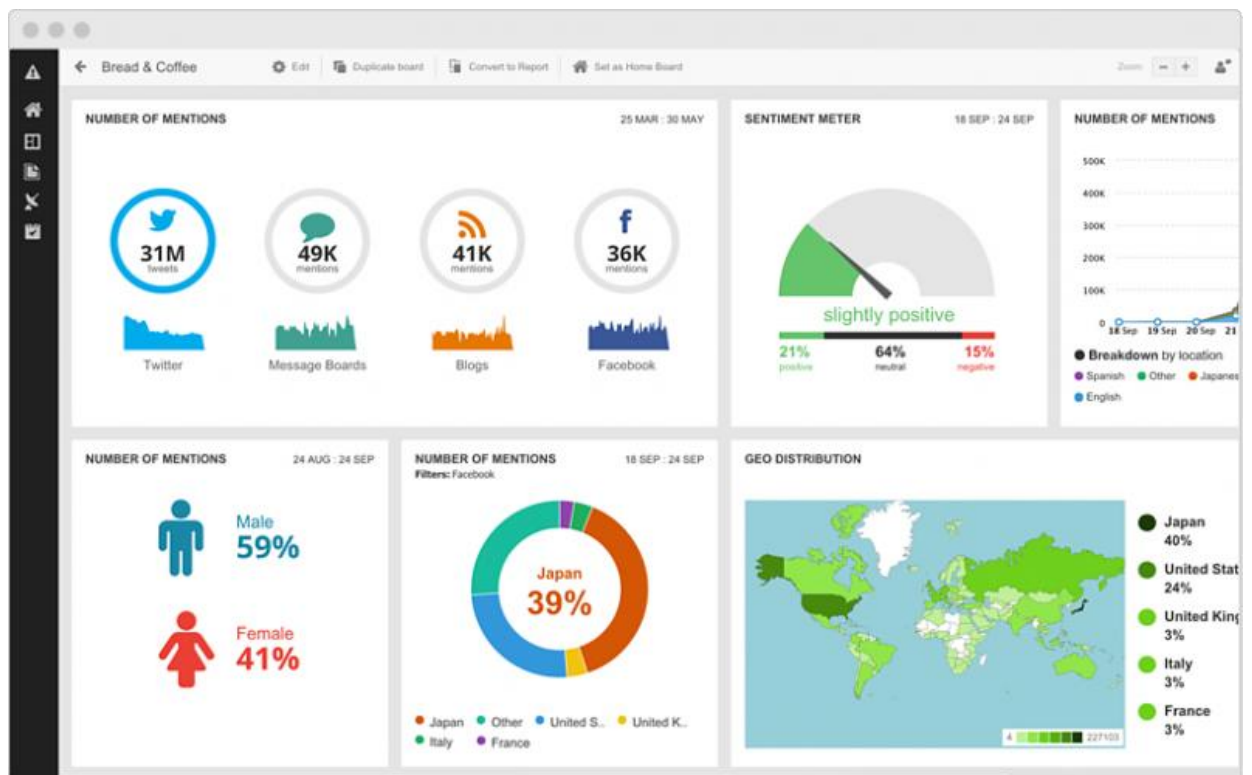 Bread & Coffee
Edit
Duplicate board
Convert to Report
Set as Home Board
Zoom
NUMBER OF MENTIONS
25 MAR : 30 MAY
31M
tweets
Twitter
49K
mentions
Message Boards
41K
mentions
Blogs
f
36K
mentions
Facebook
SENTIMENT METER
18 SEP : 24 SEP
slightly positive
21%
positive
64%
neutral
15%
negative
NUMBER OF MENTIONS
500K
400K
300K
200K
100K
0
18 Sep 19 Sep 20 Sep 21
Breakdown by location
Spanish Other Japanes
English
NUMBER OF MENTIONS
24 AUG : 24 SEP
Male
59%
Female
41%
NUMBER OF MENTIONS
18 SEP : 24 SEP
Filters: Facebook
Japan
39%
Japan Other United S.. United K..
Italy France
GEO DISTRIBUTION
4 227103
Japan
40%
United Stat
24%
United King
3%
Italy
3%
France
3%